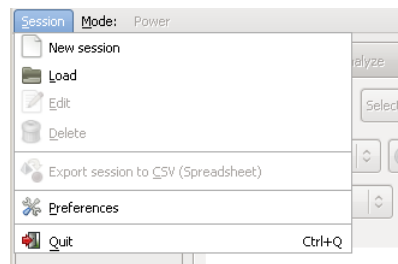 Session Mode: Power
New session
Load
Edit
Delete
Export session to CSV (Spreadsheet)
Preferences
Quit Ctrl+Q